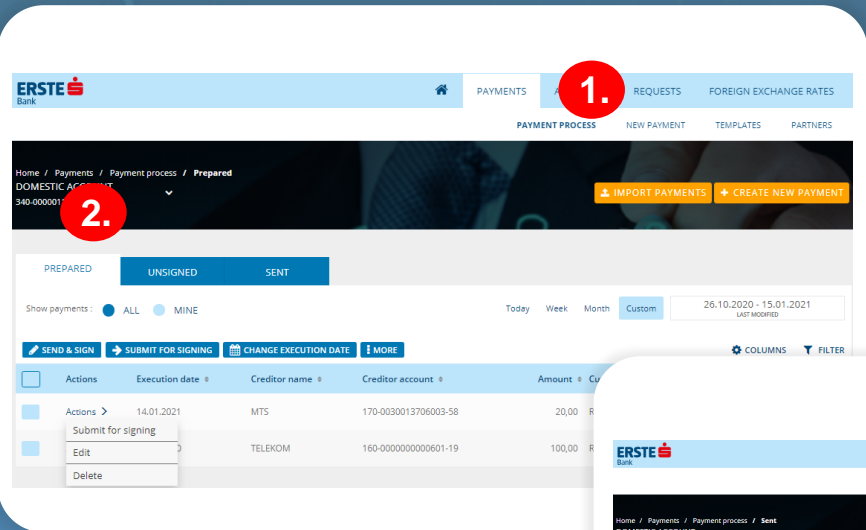 ERSTE
Bank
PAYMENTS
1.
REQUESTS
FOREIGN EXCHANGE RATES
PAYMENT PROCESS
NEW PAYMENT
TEMPLATES
PARTNERS
Home / Payments / Payment process / Prepared
DOMESTIC ACCOUNT
2.
IMPORT PAYMENTS
+ CREATE NEW PAYMENT
PREPARED
UNSIGNED
SENT
Show payments :
ALL
MINE
Today
Week
Month
Custom
26.10.2020 - 15.01.2021
LAST MODIFIED
SEND & SIGN
SUBMIT FOR SIGNING
CHANGE EXECUTION DATE
MORE
COLUMNS
FILTER
Actions Execution date Creditor name Creditor account Amount
Actions > 14.01.2021 MTS 170-0030013706003-58 20,00
Submit for signing
TELEKOM 160-0000000000601-19 100,00
Edit
Delete
ERSTE
Bank
Home / Payments / Payment process / Sent